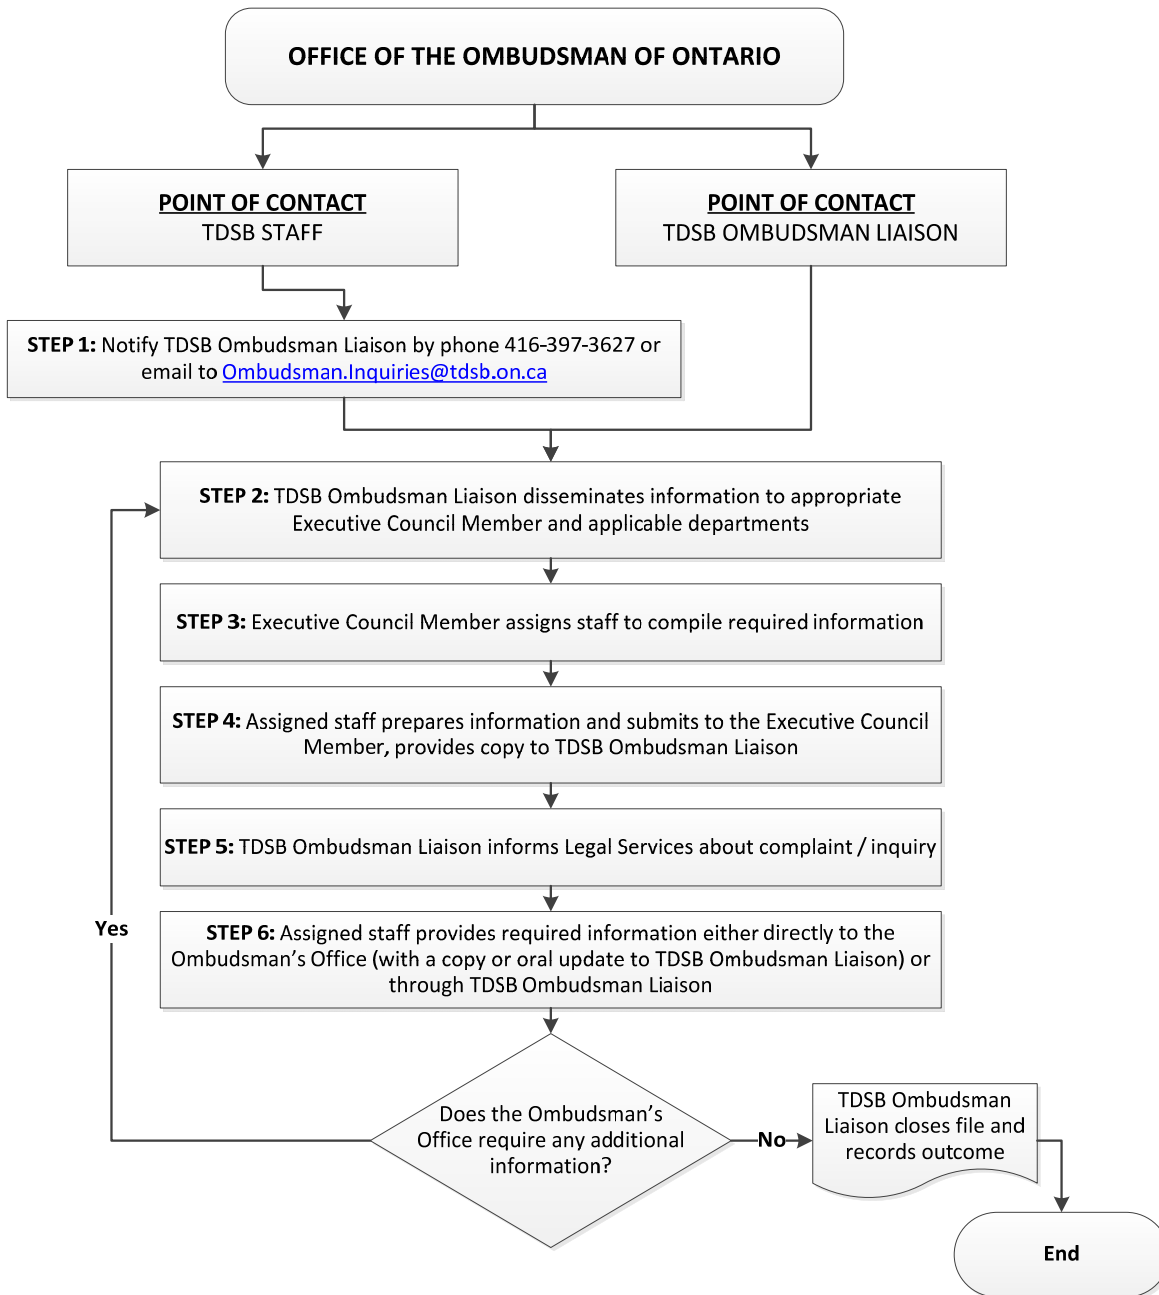 OFFICE OF THE OMBUDSMAN OF ONTARIO
POINT OF CONTACT
TDSB STAFF
POINT OF CONTACT
TDSB OMBUDSMAN LIAISON
STEP 1: Notify TDSB Ombudsman Liaison by phone 416-397-3627 or
email to Ombudsman.Inquiries@tdsb.on.ca
STEP 2: TDSB Ombudsman Liaison disseminates information to appropriate
Executive Council Member and applicable departments
STEP 3: Executive Council Member assigns staff to compile required information
STEP 4: Assigned staff prepares information and submits to the Executive Council
Member, provides copy to TDSB Ombudsman Liaison
STEP 5: TDSB Ombudsman Liaison informs Legal Services about complaint / inquiry
Yes
STEP 6: Assigned staff provides required information either directly to the
Ombudsman’s Office (with a copy or oral update to TDSB Ombudsman Liaison) or
through TDSB Ombudsman Liaison
Does the Ombudsman’s
Office require any additional
information?
No
TDSB Ombudsman
Liaison closes file and
records outcome
End